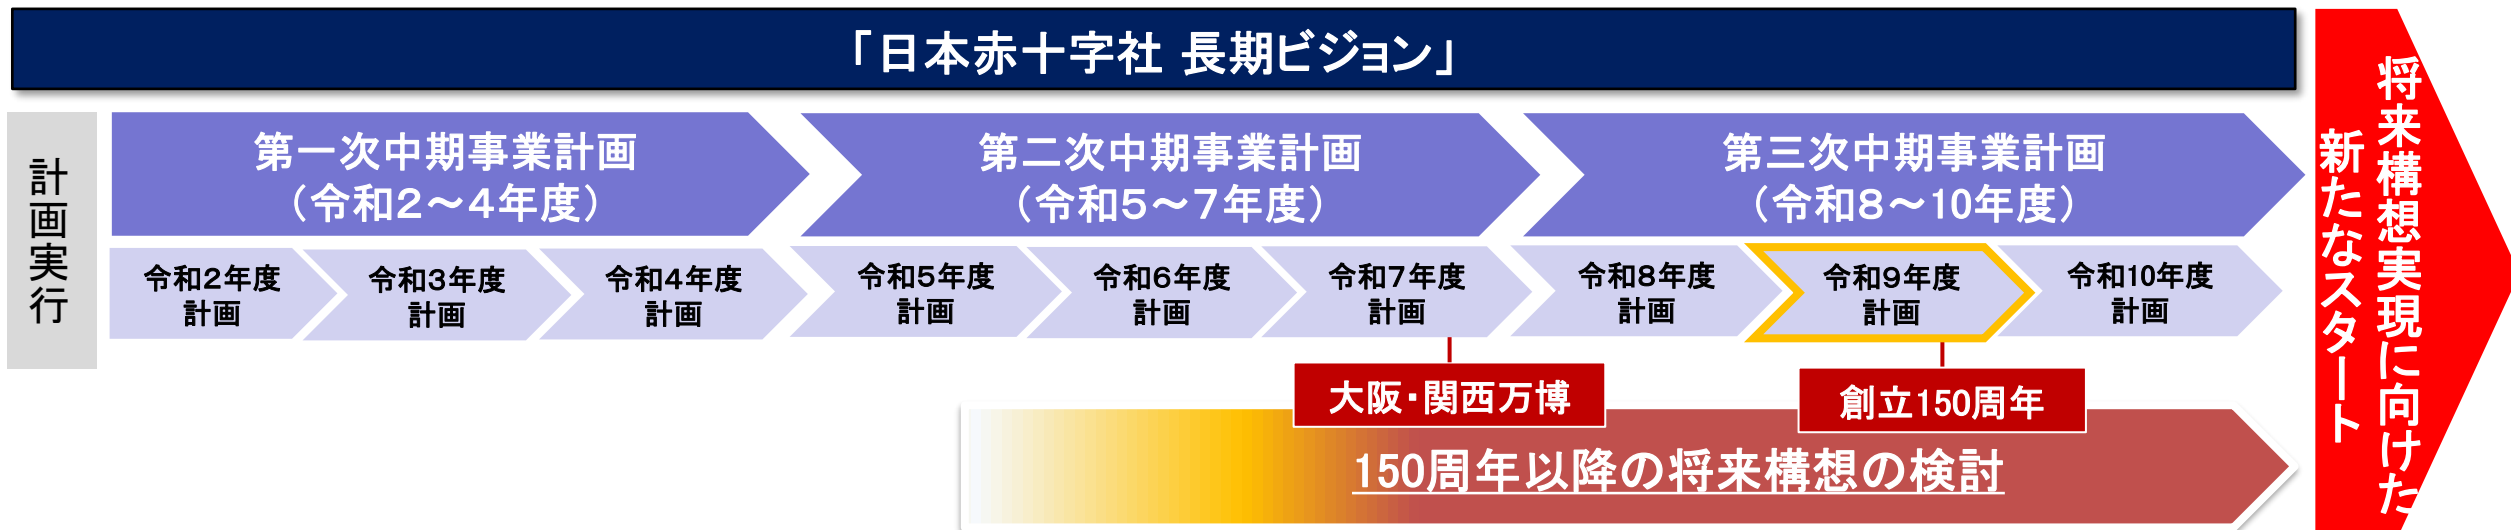 「日本赤十字社 長期ビジョン」
計画実行
第一次中期事業計画
（令和2～4年度）
第二次中期事業計画
（令和5～7年度）
第三次中期事業計画
（令和8～10年度）
令和2年度
計画
令和3年度
計画
令和4年度
計画
令和5年度
計画
令和6年度
計画
令和7年度
計画
令和8年度
計画
令和9年度
計画
令和10年度
計画
大阪・関西万博
創立150周年
150周年以降の将来構想の検討
将来構想実現に向けた
新たなスタート